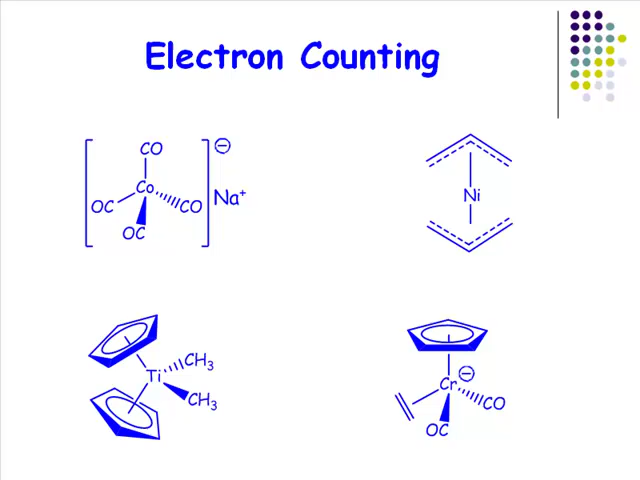 Electron Counting
CO
Co
OC
CO
OC
⊖
Na⁺
Ni
Ti
CH₃
CH₃
⊖
Cr
CO
OC